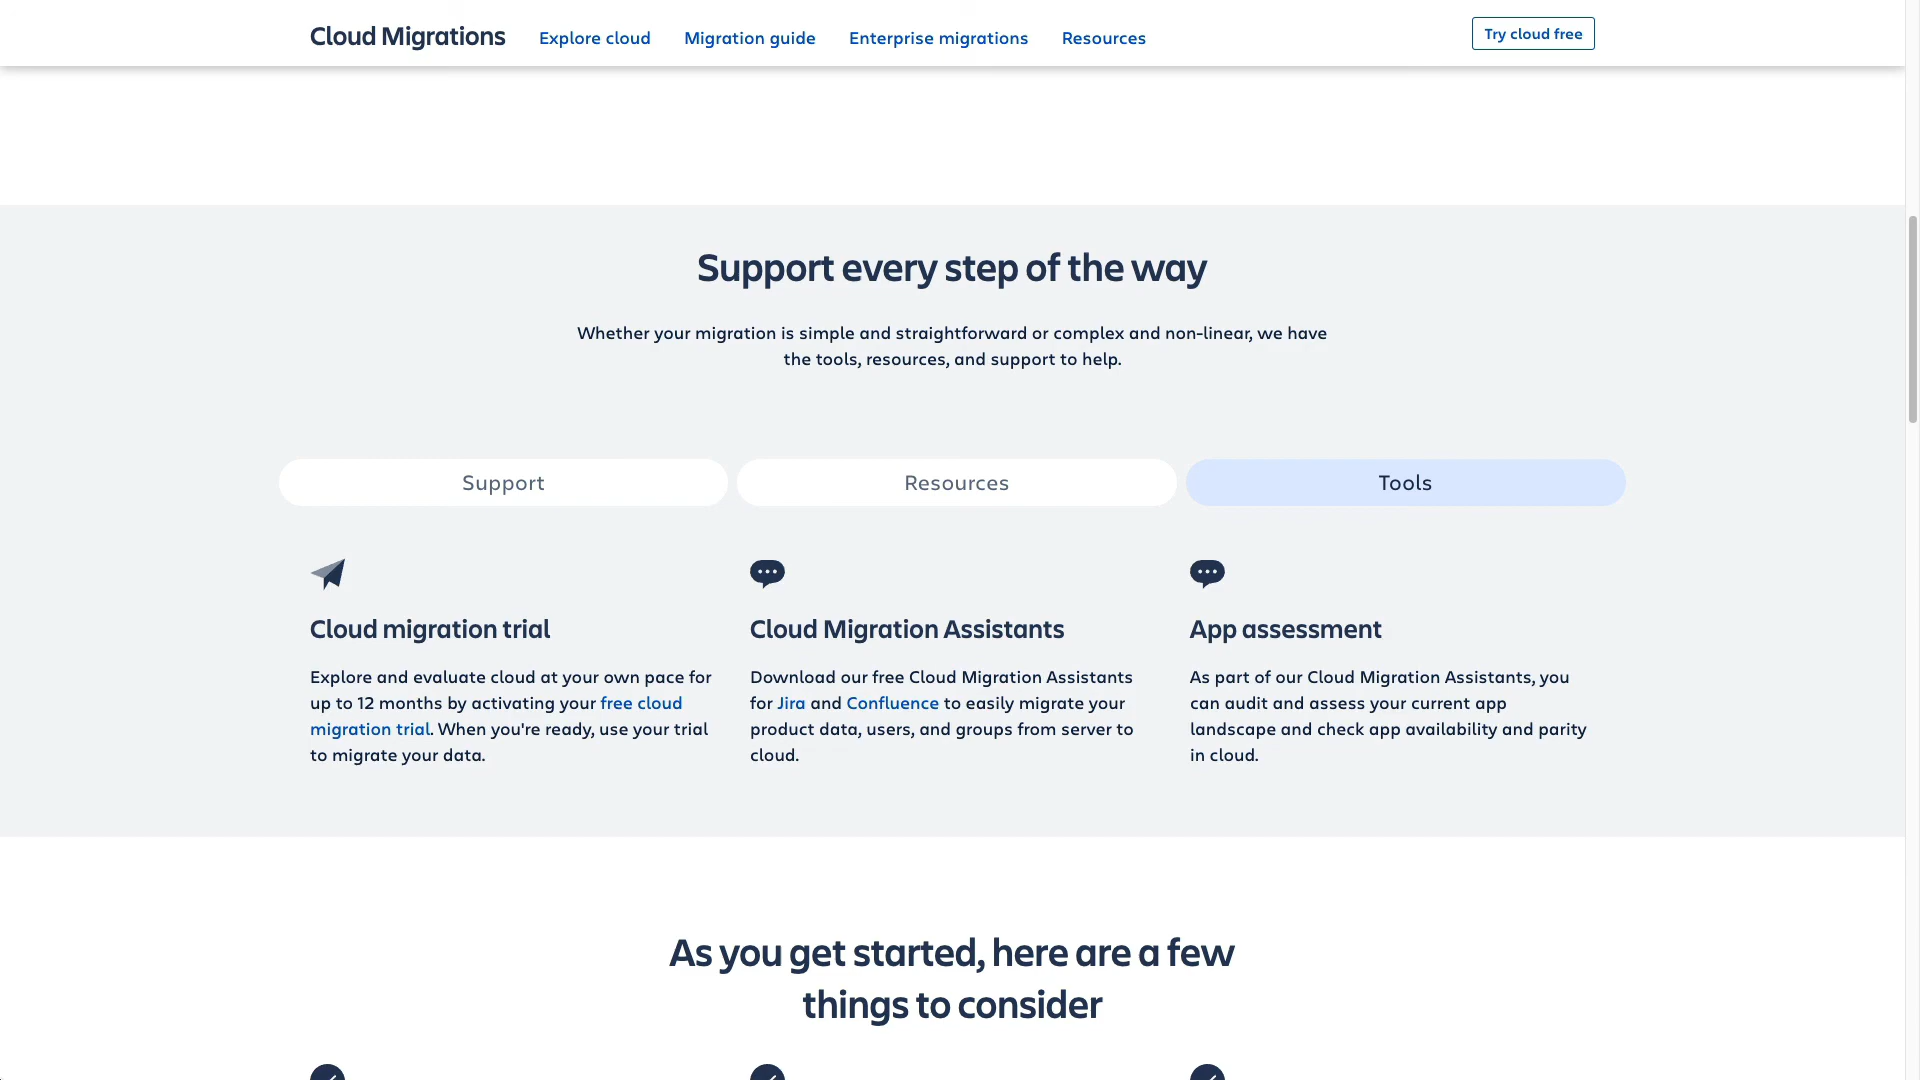 Cloud Migrations
Explore cloud
Migration guide
Enterprise migrations
Resources
Try cloud free
Support every step of the way
Whether your migration is simple and straightforward or complex and non-linear, we have
the tools, resources, and support to help.
Support
Resources
Tools
Cloud migration trial
Explore and evaluate cloud at your own pace for
up to 12 months by activating your free cloud
migration trial. When you're ready, use your trial
to migrate your data.
Cloud Migration Assistants
Download our free Cloud Migration Assistants
for Jira and Confluence to easily migrate your
product data, users, and groups from server to
cloud.
App assessment
As part of our Cloud Migration Assistants, you
can audit and assess your current app
landscape and check app availability and parity
in cloud.
As you get started, here are a few
things to consider